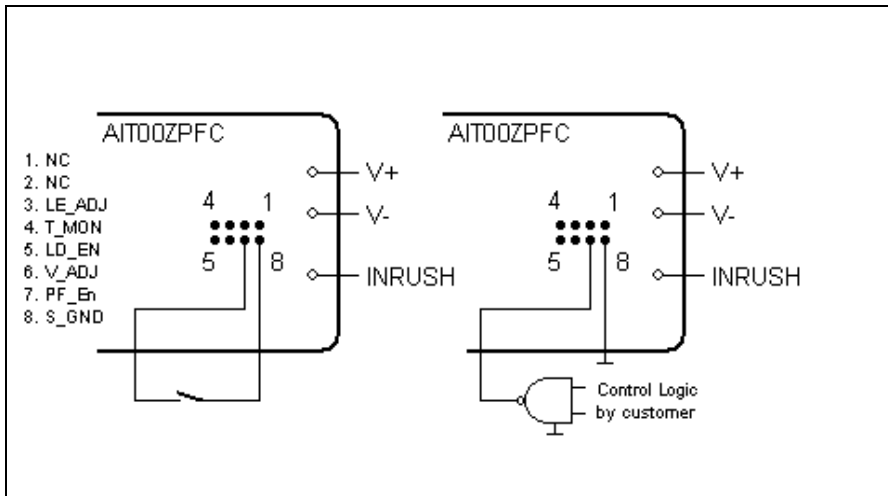 AIT00ZPFC
1. NC
2. NC
3. LE_ADJ
4. T_MON
5. LD_EN
6. V_ADJ
7. PF_En
8. S_GND
4 1
5 8
V+
V-
INRUSH
AIT00ZPFC
4 1
5 8
V+
V-
INRUSH
Control Logic
by customer